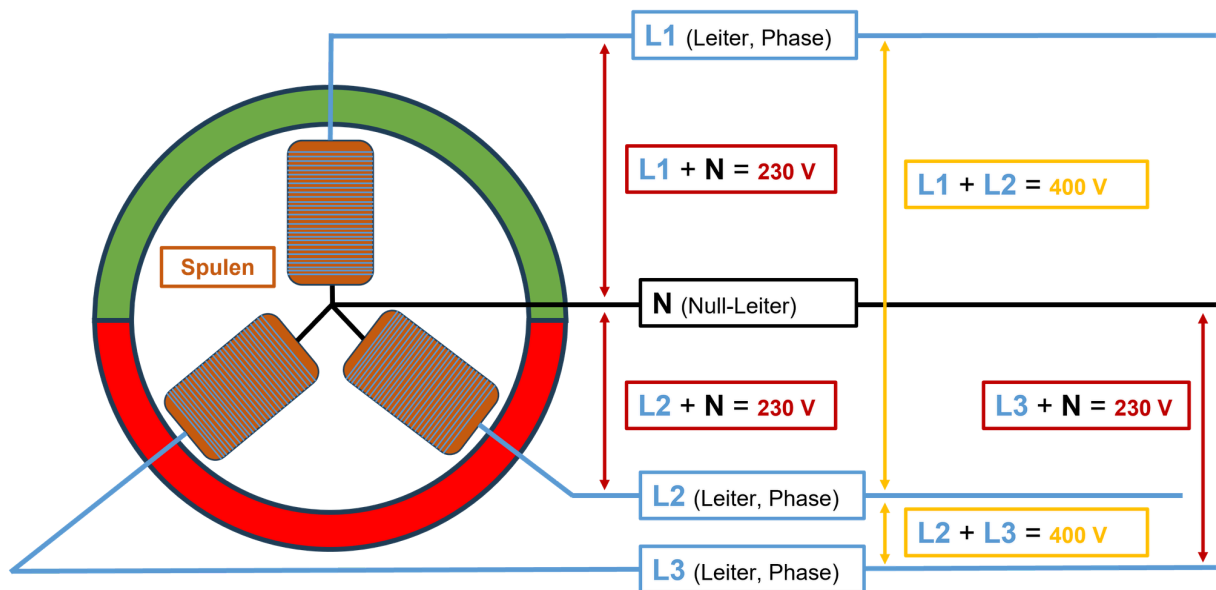 L1 (Leiter, Phase)
L1 + N = 230 V
L1 + L2 = 400 V
Spulen
N (Null-Leiter)
L2 + N = 230 V
L3 + N = 230 V
L2 (Leiter, Phase)
L2 + L3 = 400 V
L3 (Leiter, Phase)